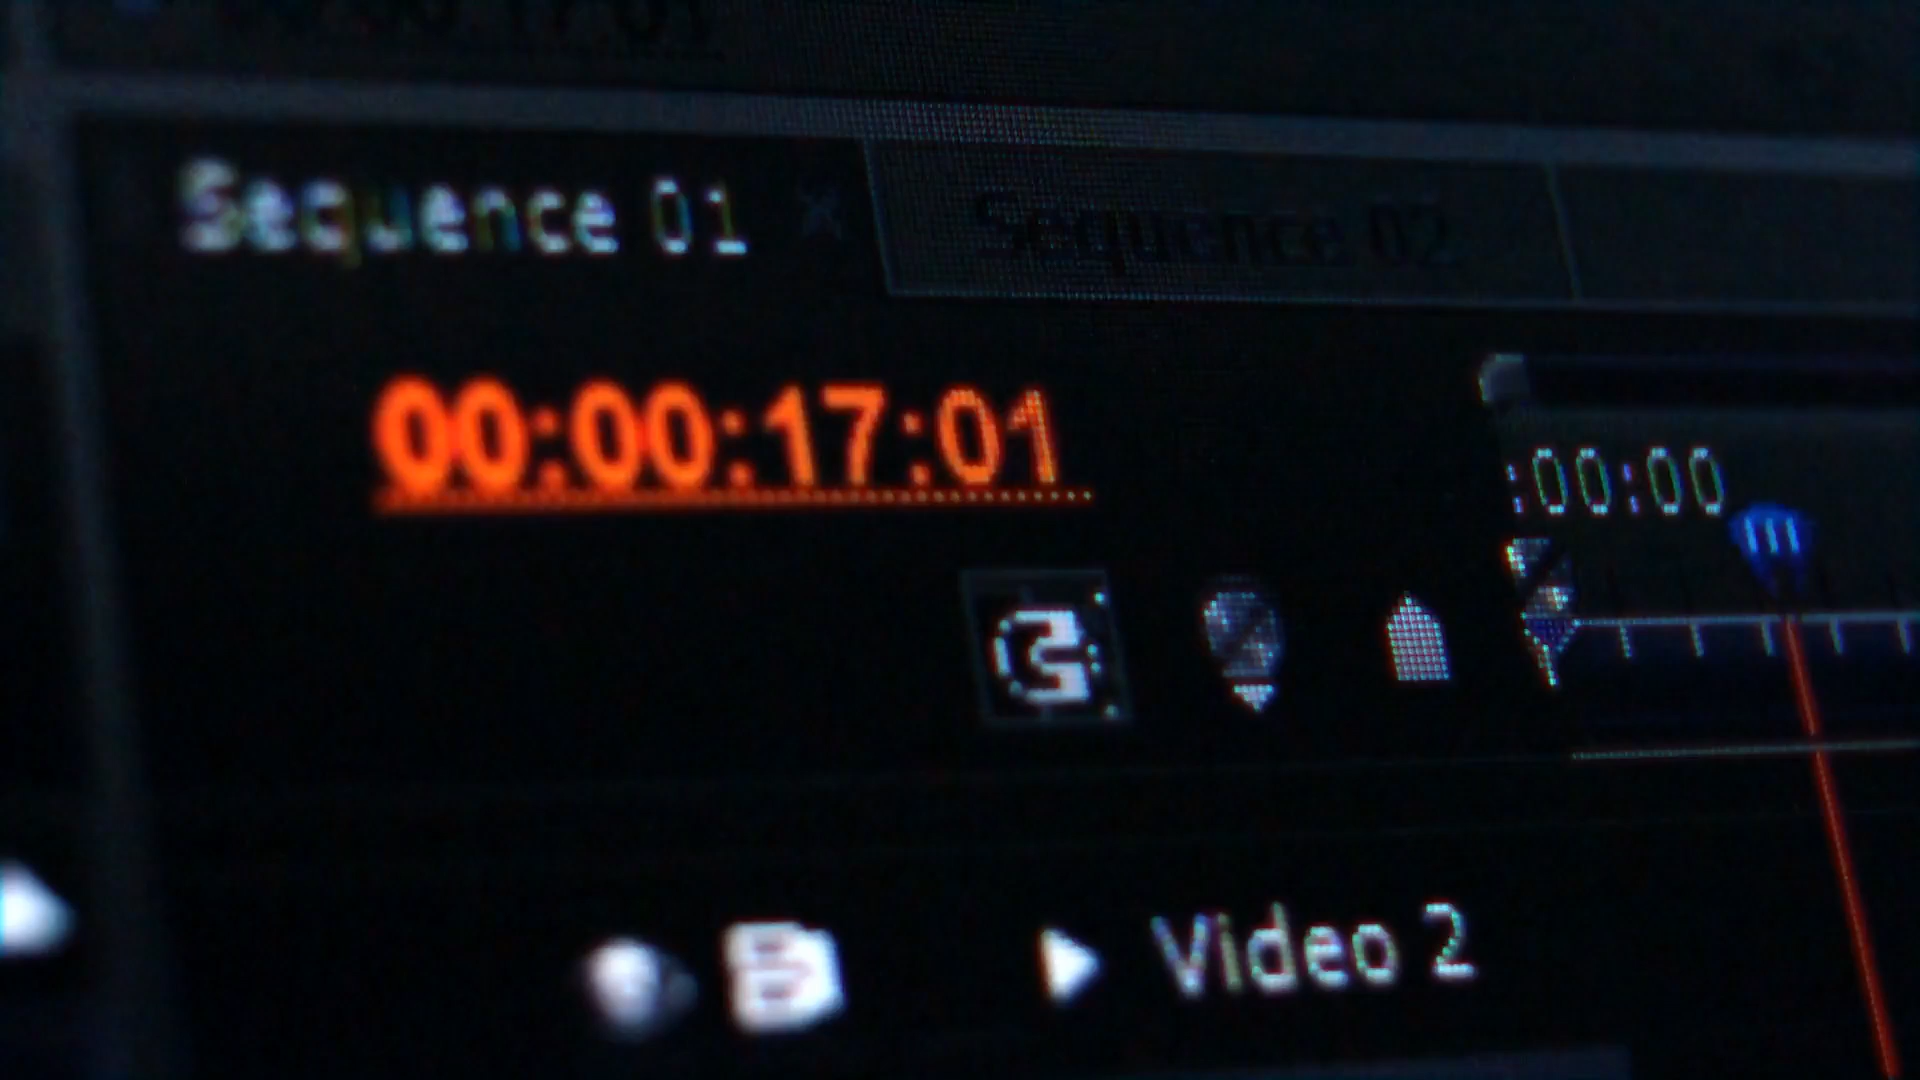 Sequence 01
Sequence 02
00:00:17:01
:00:00
Video 2